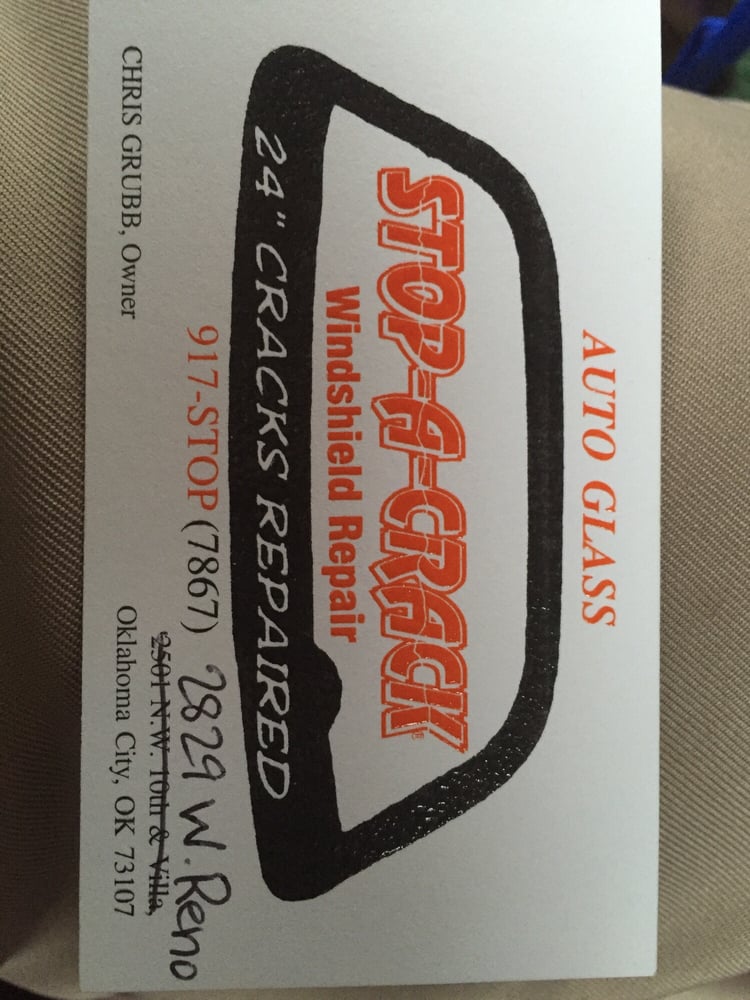 AUTO GLASS
STOP-A-CRACK
Windshield Repair
24" CRACKS REPAIRED
917-STOP (7867)
2829 W. Reno
2501 N.W. 10th & Villa,
CHRIS GRUBB, Owner
Oklahoma City, OK 73107